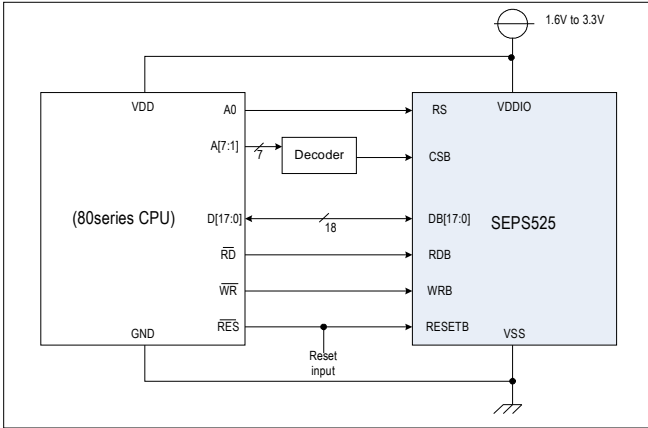 1.6V to 3.3V
VDD
VDDIO
A0
RS
A[7:1]
7
Decoder
CSB
(80series CPU)
D[17:0]
18
DB[17:0]
SEPS525
RD
RDB
WR
WRB
RES
RESETB
GND
Reset
input
VSS